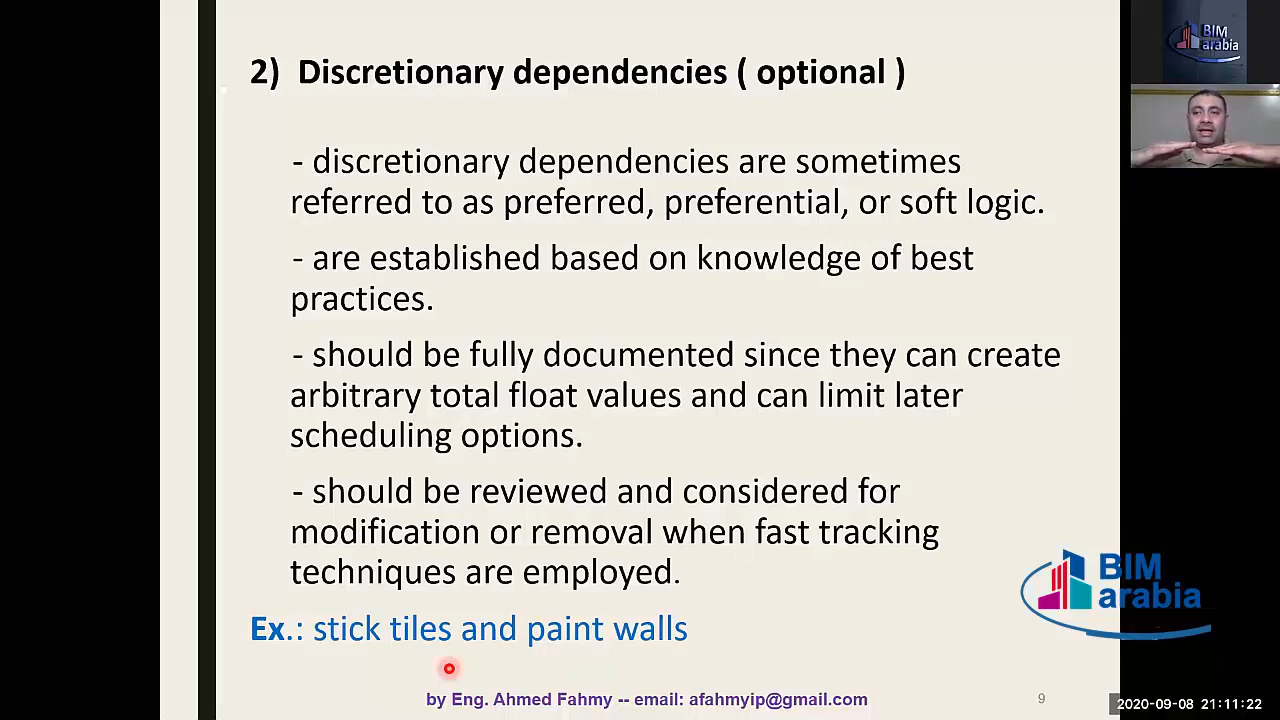 2) Discretionary dependencies ( optional )
- discretionary dependencies are sometimes
referred to as preferred, preferential, or soft logic.
- are established based on knowledge of best
practices.
- should be fully documented since they can create
arbitrary total float values and can limit later
scheduling options.
- should be reviewed and considered for
modification or removal when fast tracking
techniques are employed.
Ex.: stick tiles and paint walls
by Eng. Ahmed Fahmy -- email: afahmyip@gmail.com
9
BIM
arabia
BIM
arabia
2020-09-08 21:11:22